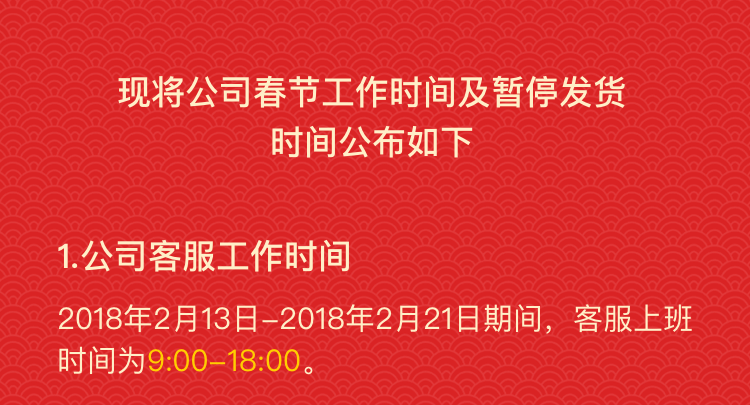 现将公司春节工作时间及暂停发货
时间公布如下
1.公司客服工作时间
2018年2月13日-2018年2月21日期间，客服上班
时间为9:00-18:00。